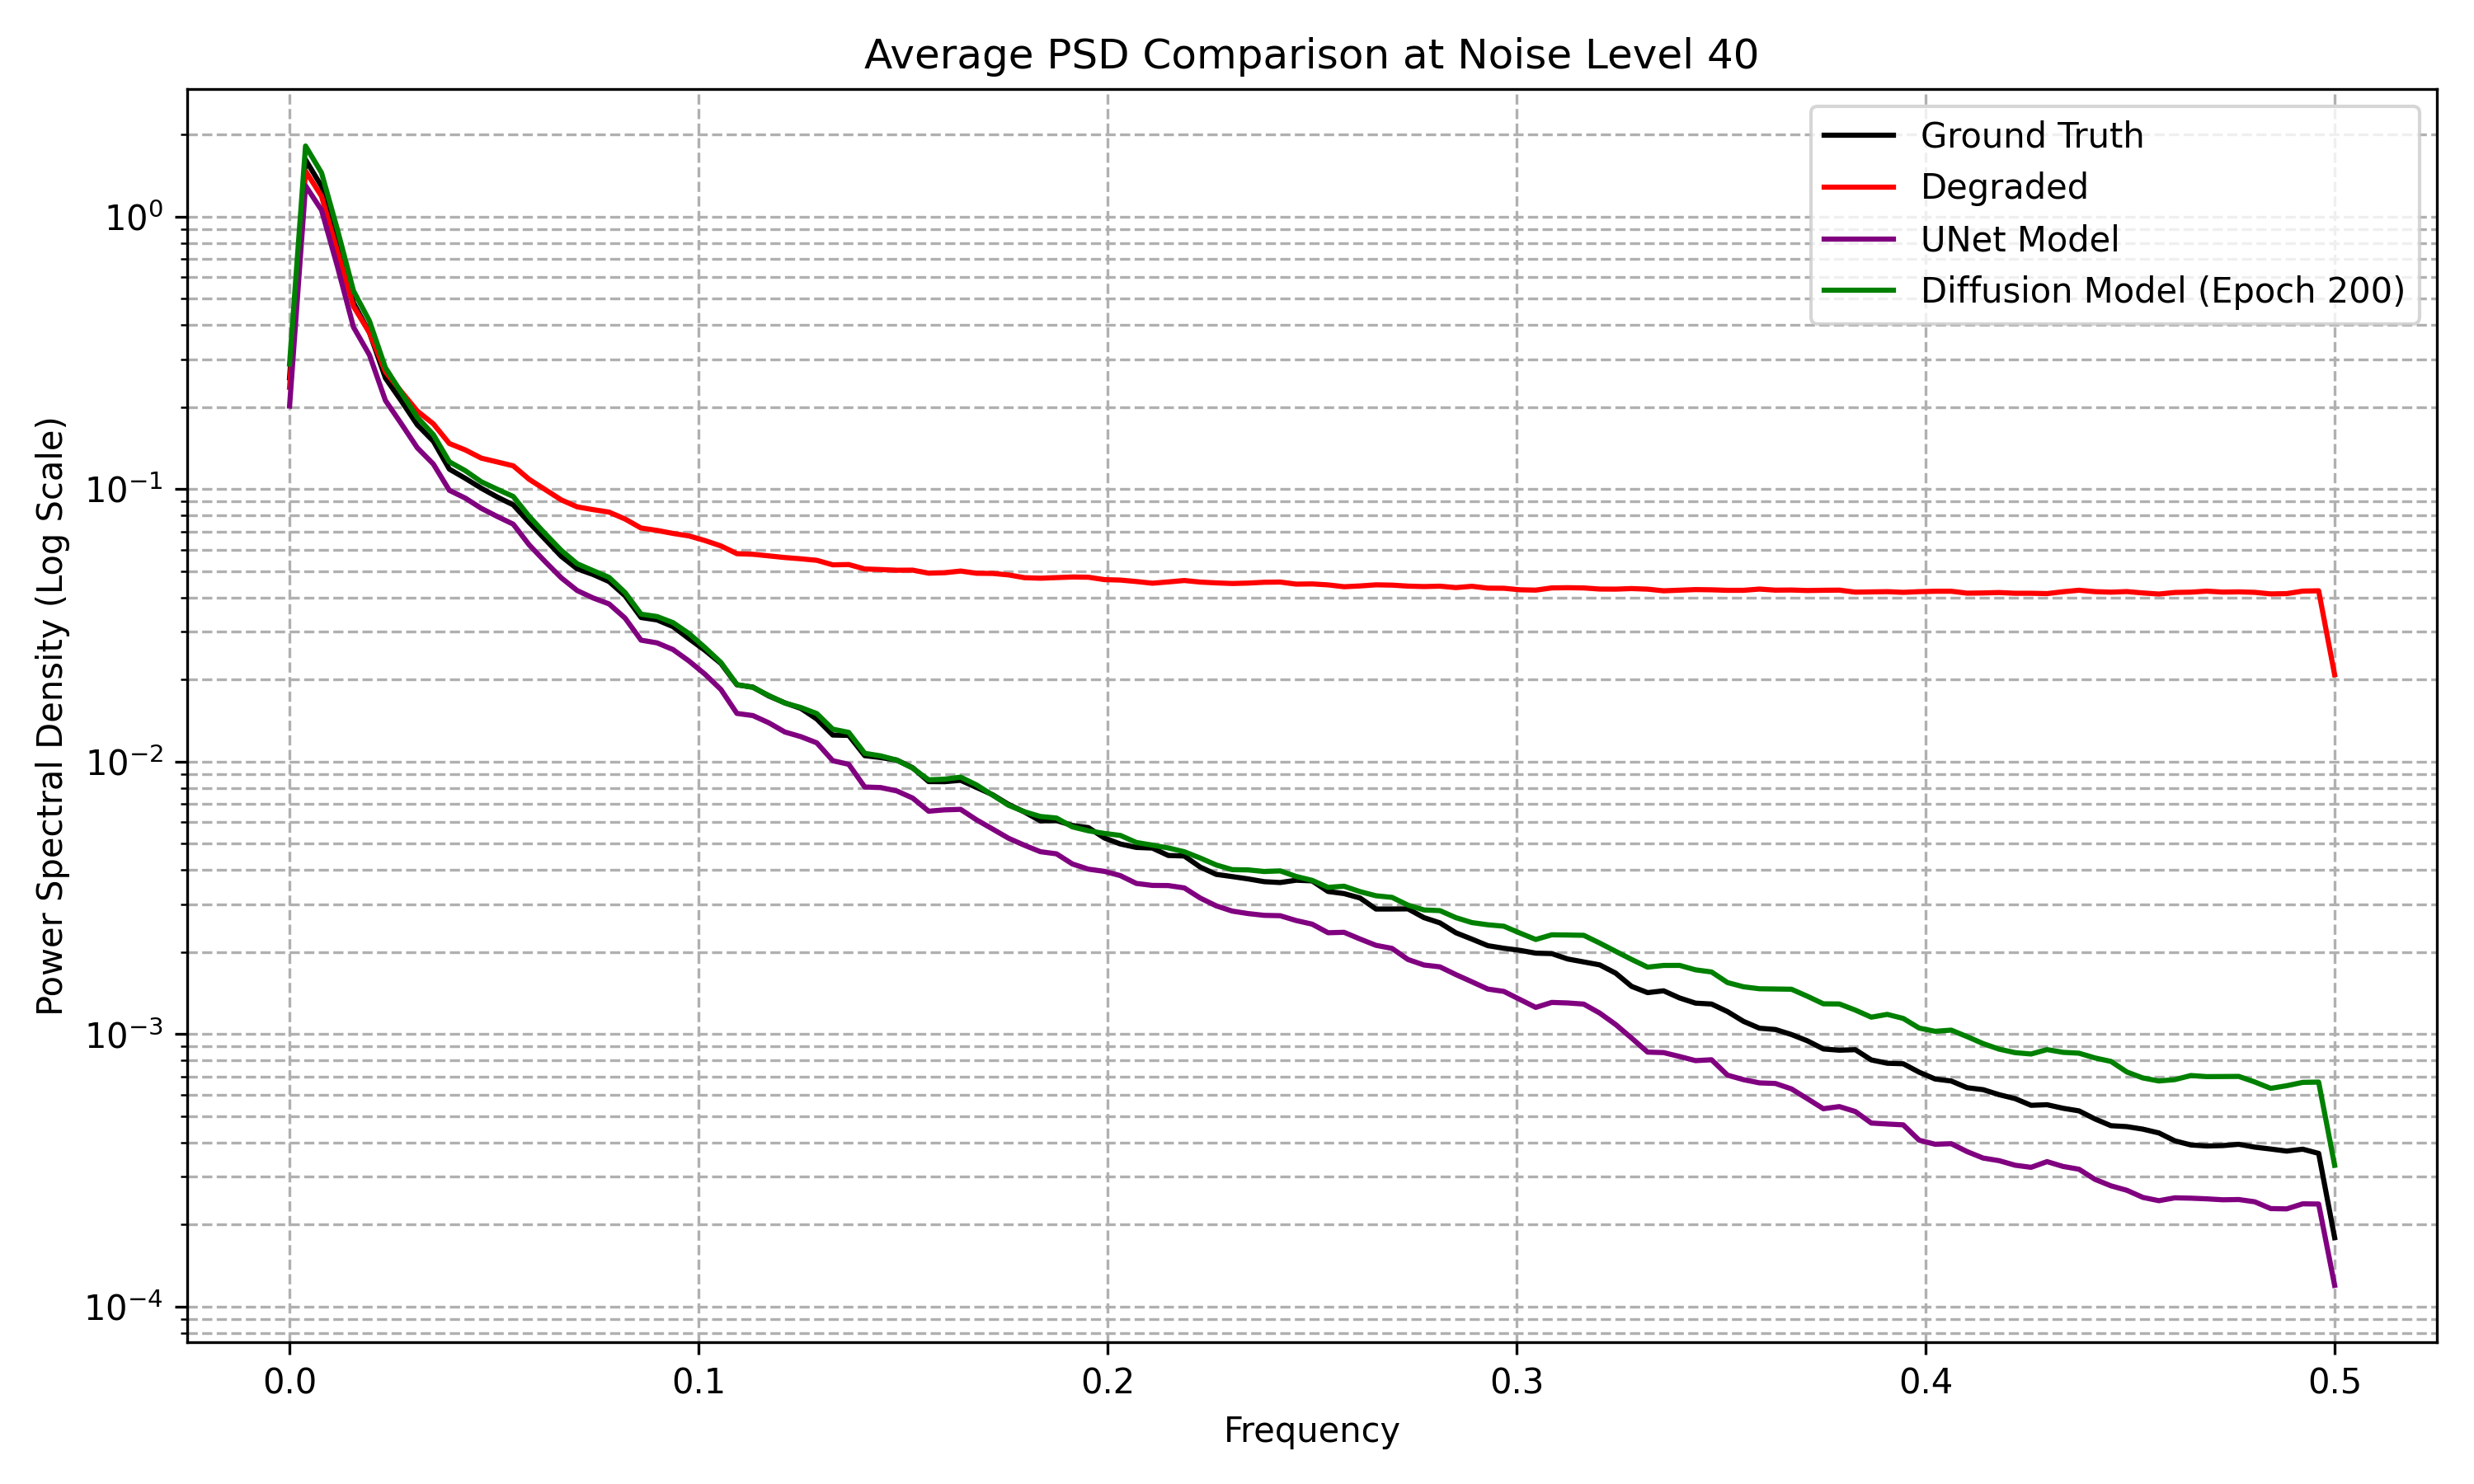 Average PSD Comparison at Noise Level 40
Ground Truth
Degraded
UNet Model
Diffusion Model (Epoch 200)
Power Spectral Density (Log Scale)
10⁰
10⁻¹
10⁻²
10⁻³
10⁻⁴
0.0 0.1 0.2 0.3 0.4 0.5
Frequency